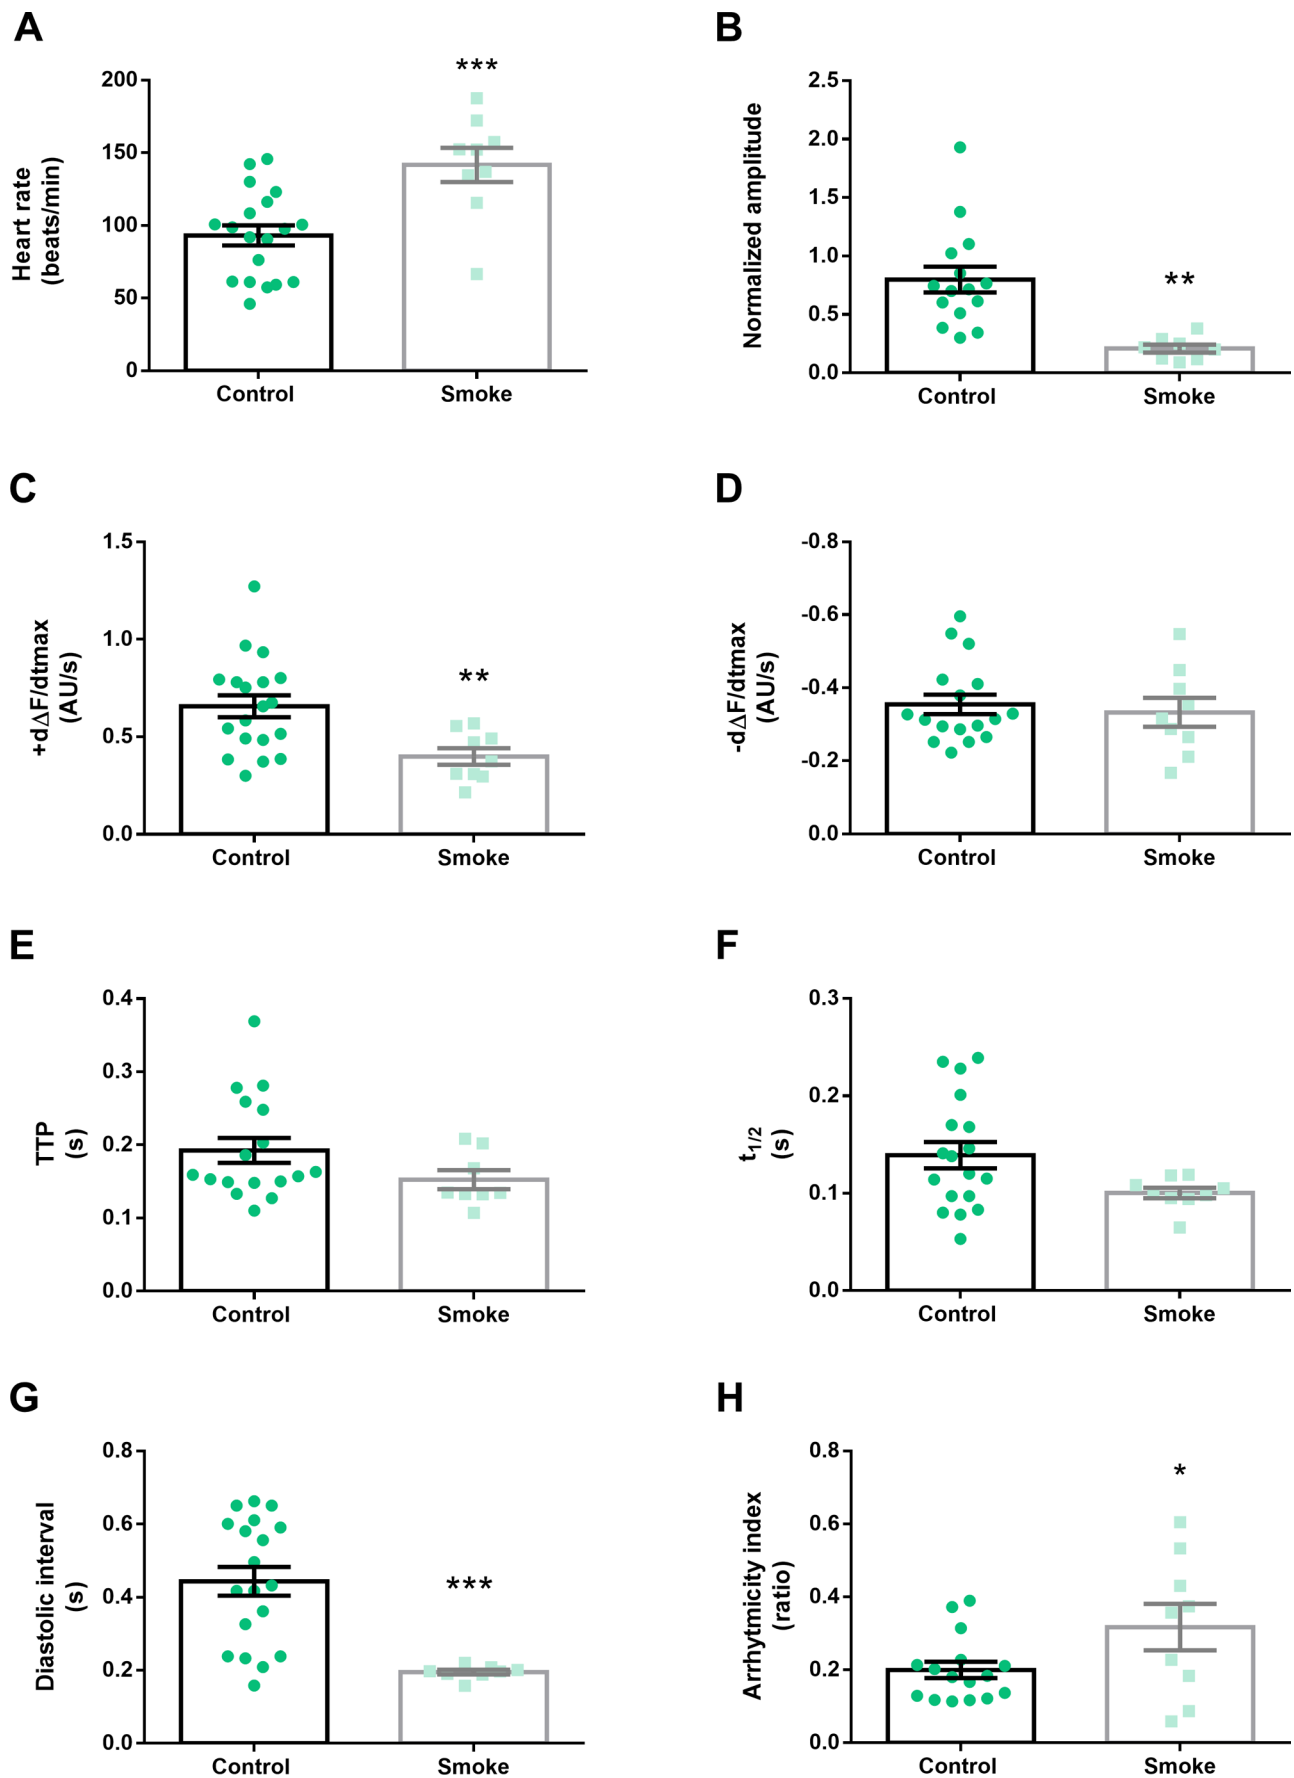 A
Heart rate
(beats/min)
200
150
100
50
0
***
Control
Smoke
B
Normalized amplitude
2.5
2.0
1.5
1.0
0.5
0.0
**
Control
Smoke
C
+d∆F/dtmax
(AU/s)
1.5
1.0
0.5
0.0
**
Control
Smoke
D
-d∆F/dtmax
(AU/s)
-0.8
-0.6
-0.4
-0.2
0.0
Control
Smoke
E
TTP
(s)
0.4
0.3
0.2
0.1
0.0
Control
Smoke
F
t1/2
(s)
0.3
0.2
0.1
0.0
Control
Smoke
G
Diastolic interval
(s)
0.8
0.6
0.4
0.2
0.0
***
Control
Smoke
H
Arrhytmicity index
(ratio)
0.8
0.6
0.4
0.2
0.0
*
Control
Smoke